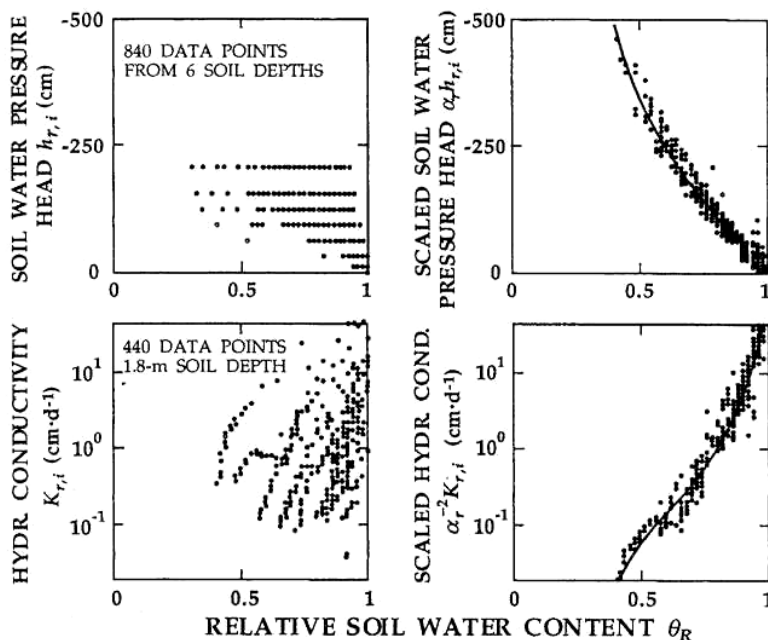 SOIL WATER PRESSURE
HEAD h_{r,i} (cm)
-500
-250
0
840 DATA POINTS
FROM 6 SOIL DEPTHS
0 0.5 1
SCALED SOIL WATER
PRESSURE HEAD α_r h_{r,i} (cm)
-500
-250
0
0 0.5 1
HYDR CONDUCTIVITY
K_{r,i} (cm·d⁻¹)
10¹
10⁰
10⁻¹
440 DATA POINTS
1.8-m SOIL DEPTH
0 0.5 1
SCALED HYDR COND.
α_r⁻²K_{r,i} (cm·d⁻¹)
10¹
10⁰
10⁻¹
0 0.5 1
RELATIVE SOIL WATER CONTENT θ_R